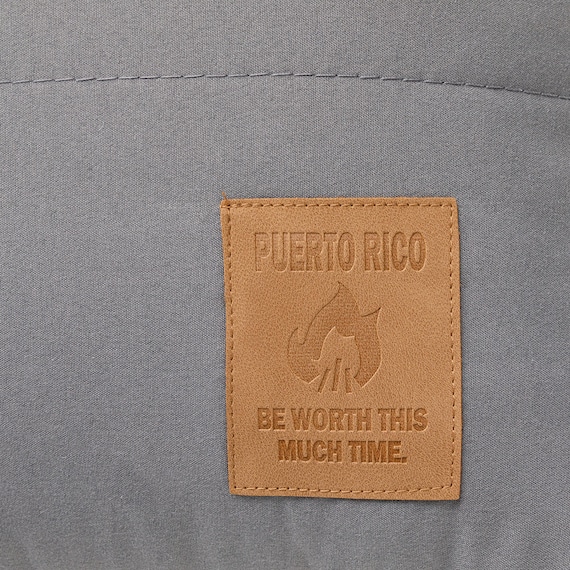 PUERTO RICO
BE WORTH THIS
MUCH TIME.